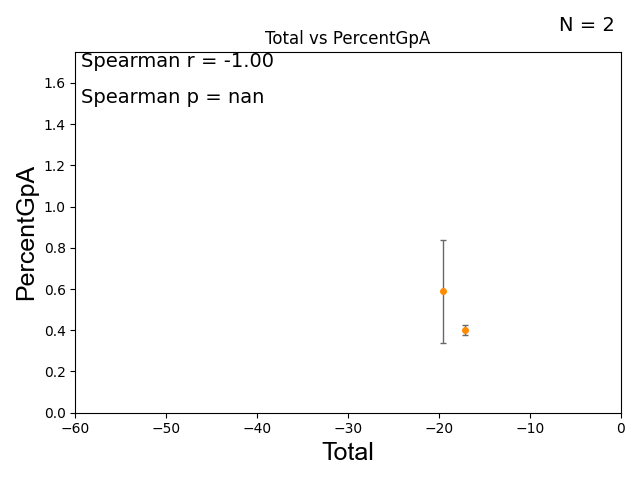 N = 2
Total vs PercentGpA
Spearman r = -1.00
Spearman p = nan
PercentGpA
1.6
1.4
1.2
1.0
0.8
0.6
0.4
0.2
0.0
−60 −50 −40 −30 −20 −10 0
Total